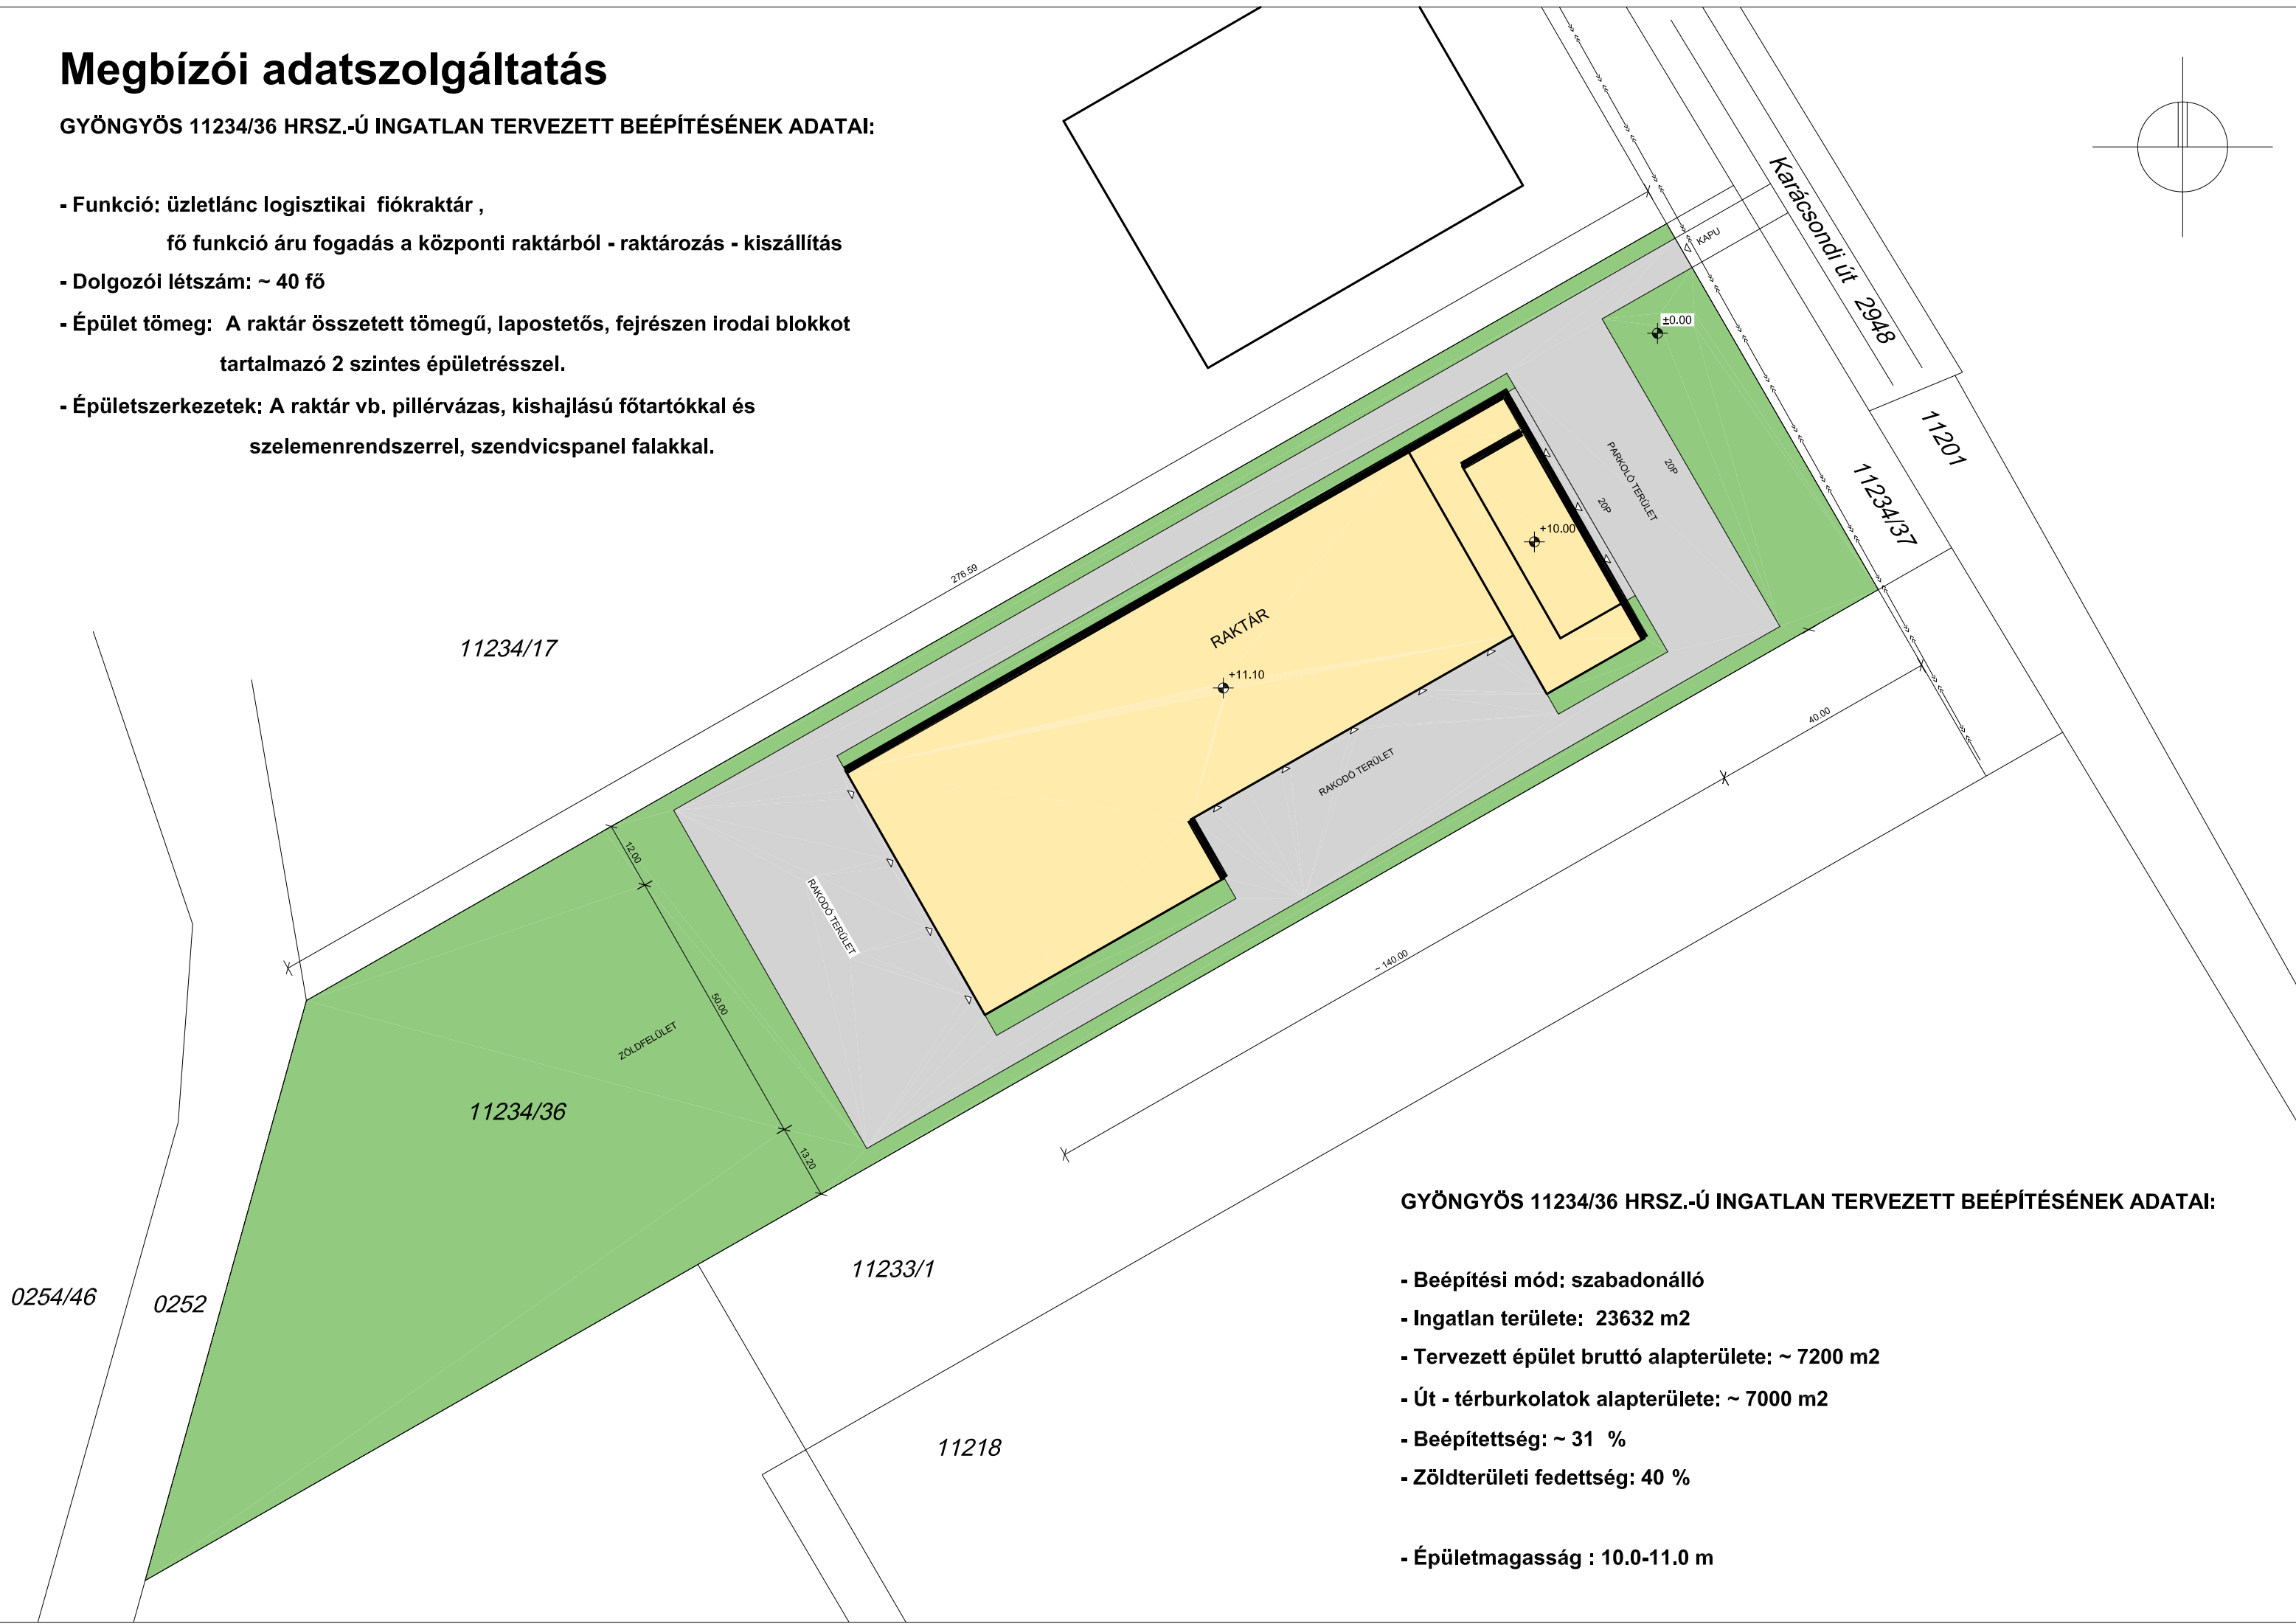 Megbízói adatszolgáltatás
GYÖNGYÖS 11234/36 HRSZ.-Ú INGATLAN TERVEZETT BEÉPÍTÉSÉNEK ADATAI:
- Funkció: üzletlánc logisztikai fiókraktár ,
fő funkció áru fogadás a központi raktárból - raktározás - kiszállítás
- Dolgozói létszám: ~ 40 fő
- Épület tömeg: A raktár összetett tömegű, lapostetős, fejrészen irodai blokkot
tartalmazó 2 szintes épületrésszel.
- Épületszerkezetek: A raktár vb. pillérvázas, kishajlású főtartókkal és
szelemenrendszerrel, szendvicspanel falakkal.
KAPU
Karácsondi út 2948
±0.00
11201
11234/37
PARKOLÓ TERÜLET
20P
20P
+10.00
276.59
RAKTÁR
+11.10
11234/17
RAKODÓ TERÜLET
40.00
12.00
RAKODÓ TERÜLET
~ 140.00
50.00
ZÖLDFELÜLET
11234/36
13.20
11233/1
0254/46
0252
11218
GYÖNGYÖS 11234/36 HRSZ.-Ú INGATLAN TERVEZETT BEÉPÍTÉSÉNEK ADATAI:
- Beépítési mód: szabadonálló
- Ingatlan területe: 23632 m2
- Tervezett épület bruttó alapterülete: ~ 7200 m2
- Út - térburkolatok alapterülete: ~ 7000 m2
- Beépítettség: ~ 31 %
- Zöldterületi fedettség: 40 %
- Épületmagasság : 10.0-11.0 m